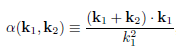 α(k₁,k₂) ≡ (k₁ + k₂) · k₁ / k₁²